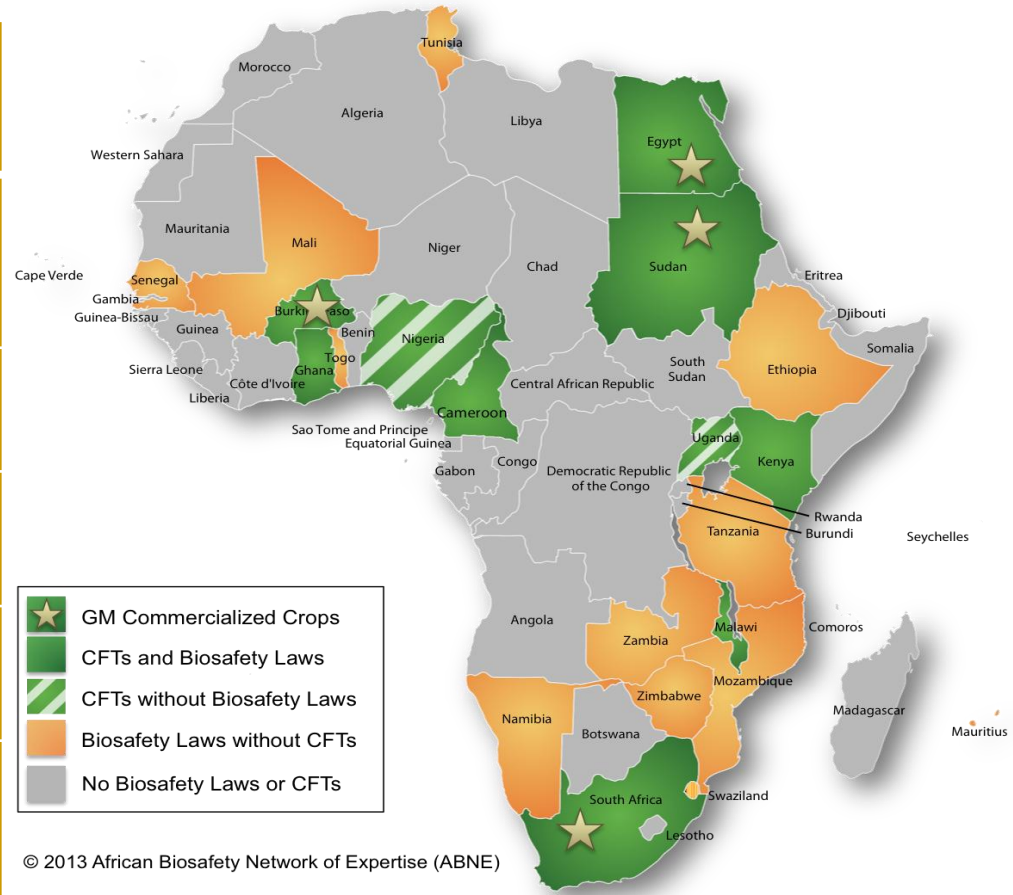 Tunisia
Morocco
Algeria
Libya
Egypt
Western Sahara
Mauritania
Mali
Niger
Chad
Sudan
Cape Verde
Senegal
Gambia
Guinea-Bissau
Guinea
Sierra Leone
Liberia
Côte d'Ivoire
Ghana
Togo
Benin
Nigeria
Cameroon
Central African Republic
South
Sudan
Eritrea
Djibouti
Somalia
Ethiopia
Sao Tome and Principe
Equatorial Guinea
Gabon
Congo
Democratic Republic
of the Congo
Uganda
Kenya
Rwanda
Burundi
Tanzania
Seychelles
Angola
Zambia
Malawi
Comoros
Mozambique
Zimbabwe
Namibia
Botswana
Madagascar
Mauritius
South Africa
Swaziland
Lesotho
GM Commercialized Crops
CFTs and Biosafety Laws
CFTs without Biosafety Laws
Biosafety Laws without CFTs
No Biosafety Laws or CFTs
© 2013 African Biosafety Network of Expertise (ABNE)